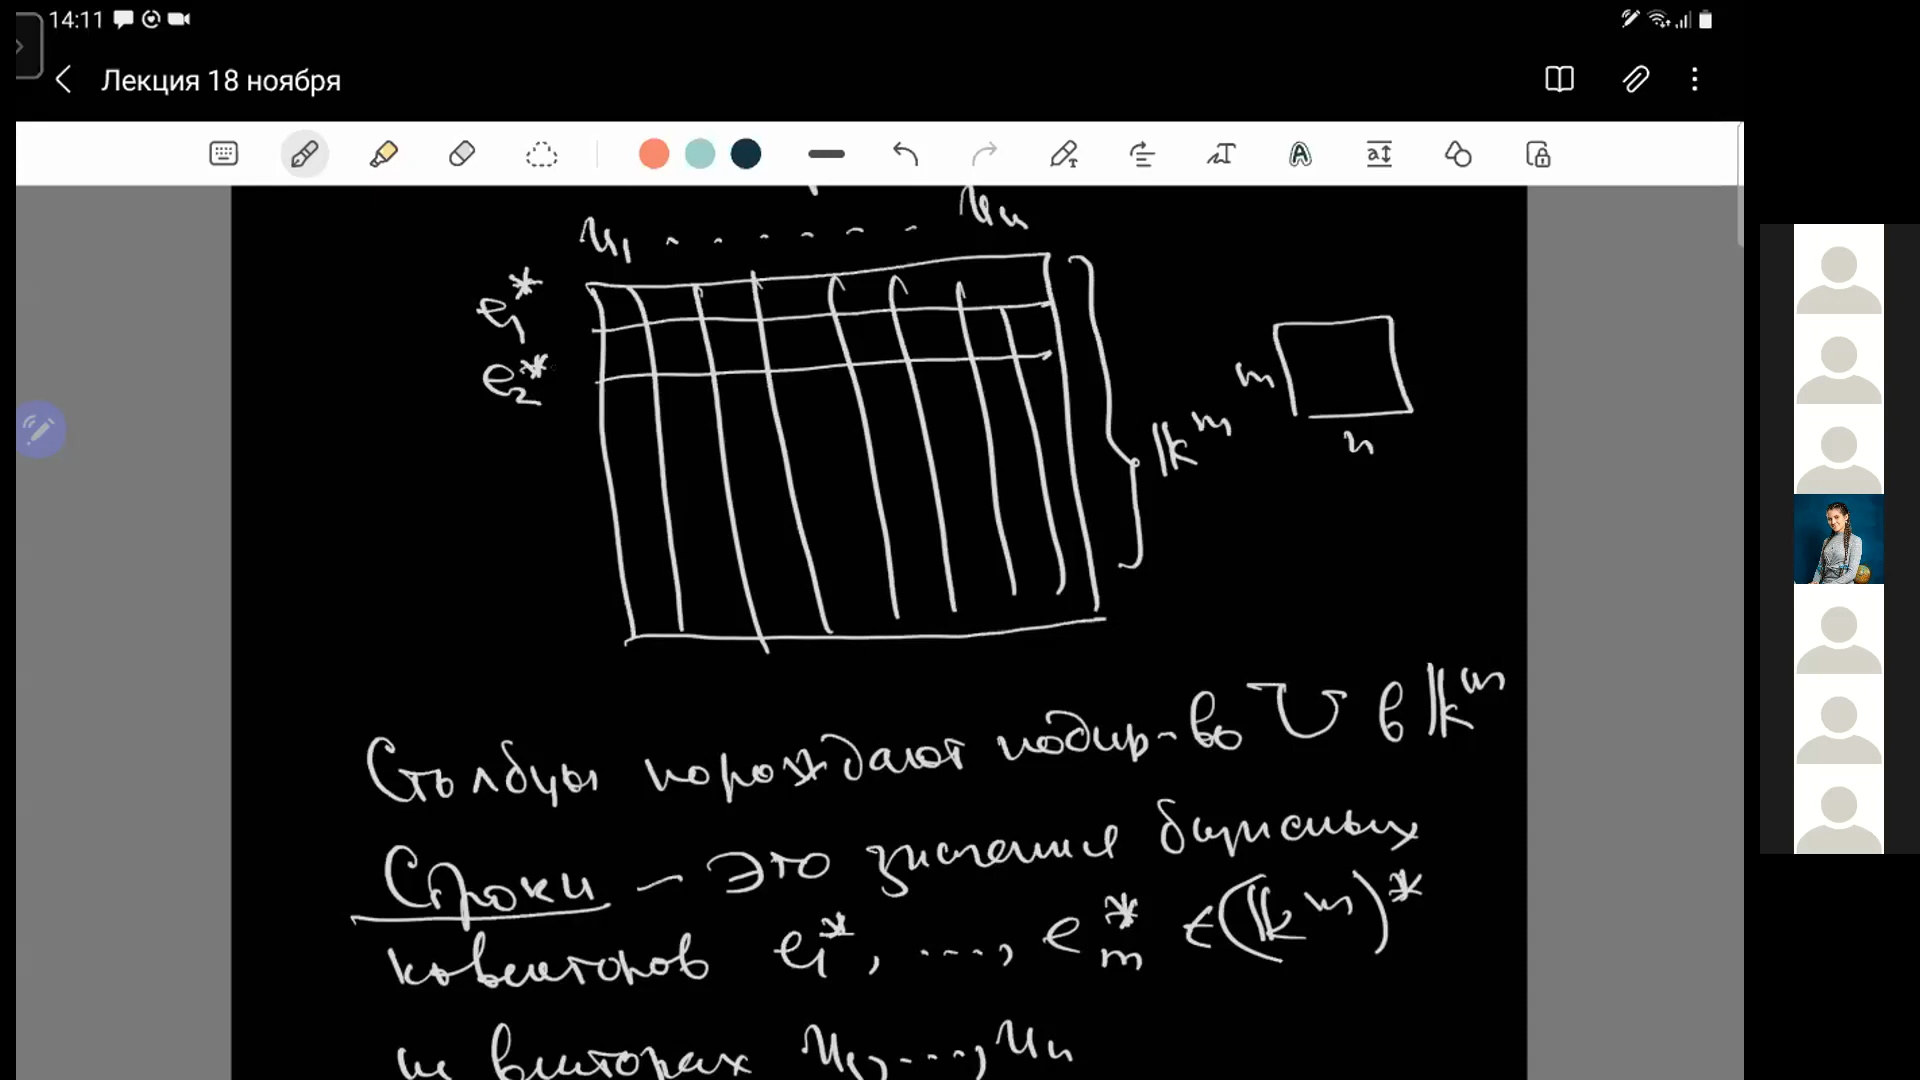 14:11
Лекция 18 ноября
u₁ . . . . . . uₙ
e₁*
e₂*
𝕜ᵐ
m
n
Столбцы порождают подпр-во U в 𝕜ᵐ
Строки – это значения базисных
ковекторов e₁*, ..., eₘ* ∈ (𝕜ᵐ)*
на векторах u₁, ..., uₙ